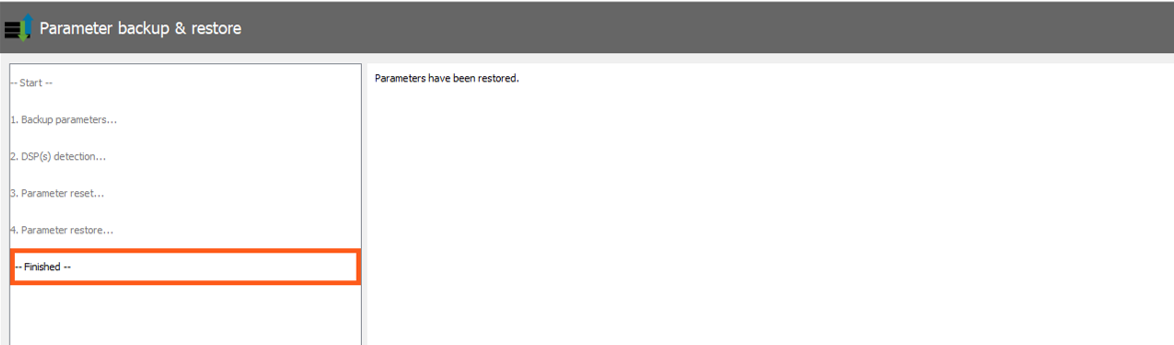 Parameter backup & restore
-- Start --
Parameters have been restored.
1. Backup parameters...
2. DSP(s) detection...
3. Parameter reset...
4. Parameter restore...
-- Finished --